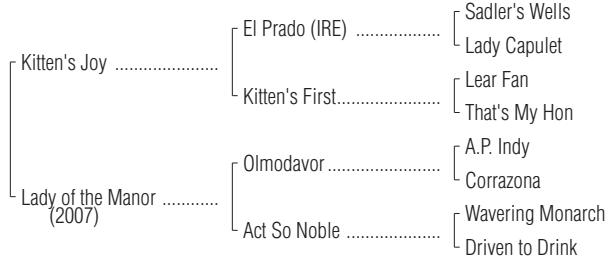 Sadler's Wells
El Prado (IRE) ..................
Lady Capulet
Kitten's Joy ......................
Lear Fan
Kitten's First......................
That's My Hon
A.P. Indy
Olmodavor ........................
Corrazona
Lady of the Manor ............
(2007)
Wavering Monarch
Act So Noble ....................
Driven to Drink